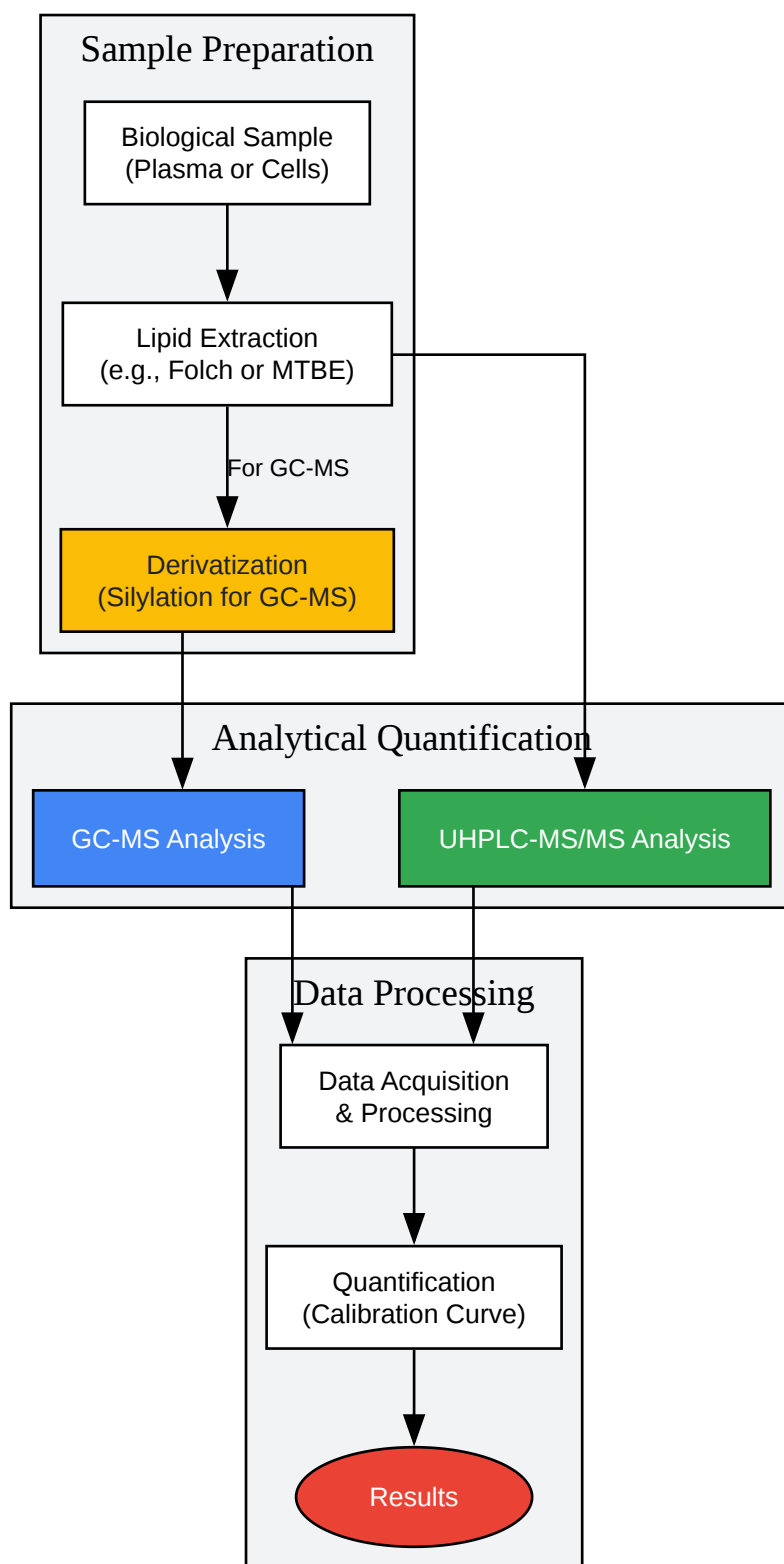 Sample Preparation
Biological Sample
(Plasma or Cells)
Lipid Extraction
(e.g., Folch or MTBE)
For GC-MS
Derivatization
(Silylation for GC-MS)
Analytical Quantification
GC-MS Analysis
UHPLC-MS/MS Analysis
Data Processing
Data Acquisition
& Processing
Quantification
(Calibration Curve)
Results